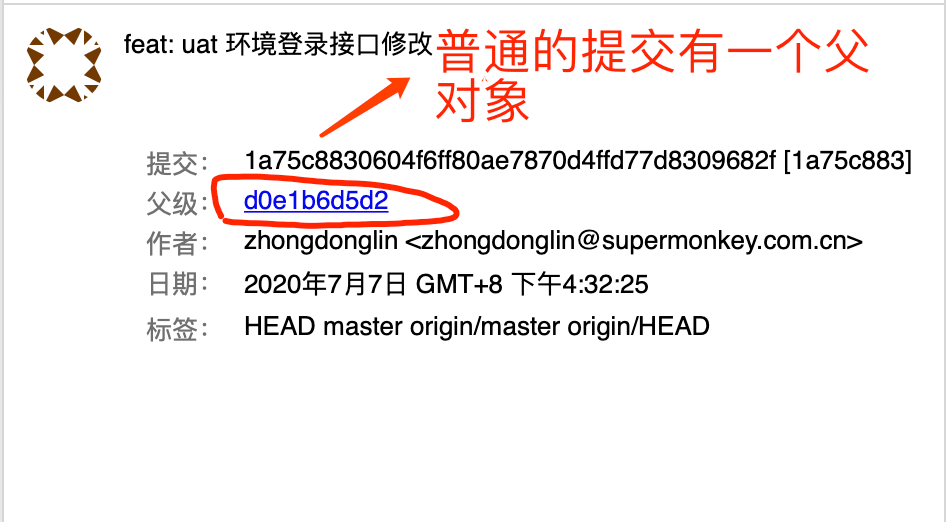 feat: uat 环境登录接口修改
普通的提交有一个父
对象
提交： 1a75c8830604f6ff80ae7870d4ffd77d8309682f [1a75c883]
父级： d0e1b6d5d2
作者： zhongdonglin <zhongdonglin@supermonkey.com.cn>
日期： 2020年7月7日 GMT+8 下午4:32:25
标签： HEAD master origin/master origin/HEAD